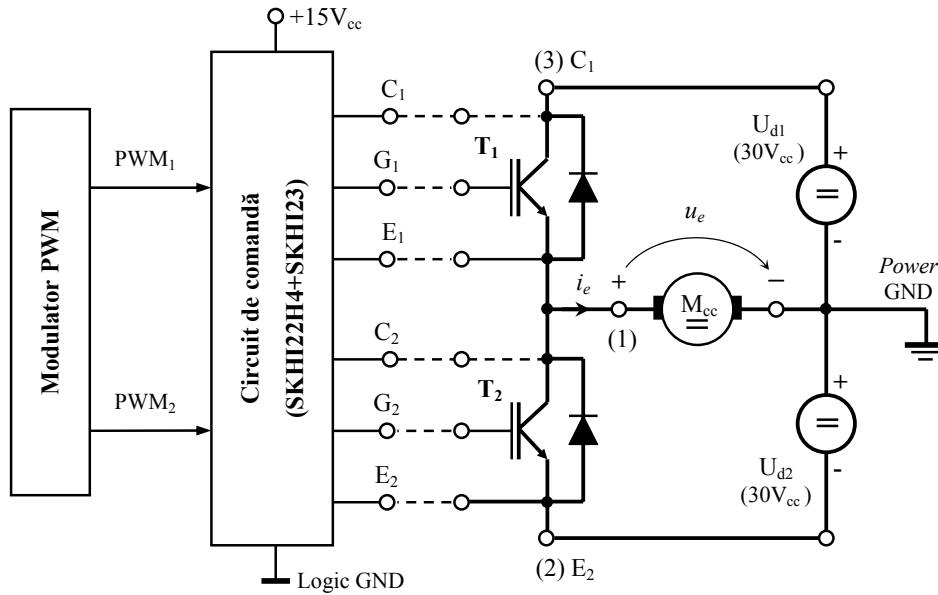 +15Vcc
(3) C1
C1
T1
Ud1
(30Vcc)
+
=
-
PWM1
G1
E1
ue
ie
+
−
Mcc
=
(1)
Power
GND
Modulator PWM
Circuit de comandă
(SKHI22H4+SKHI23)
C2
T2
+
=
-
PWM2
G2
Ud2
(30Vcc)
E2
(2) E2
Logic GND